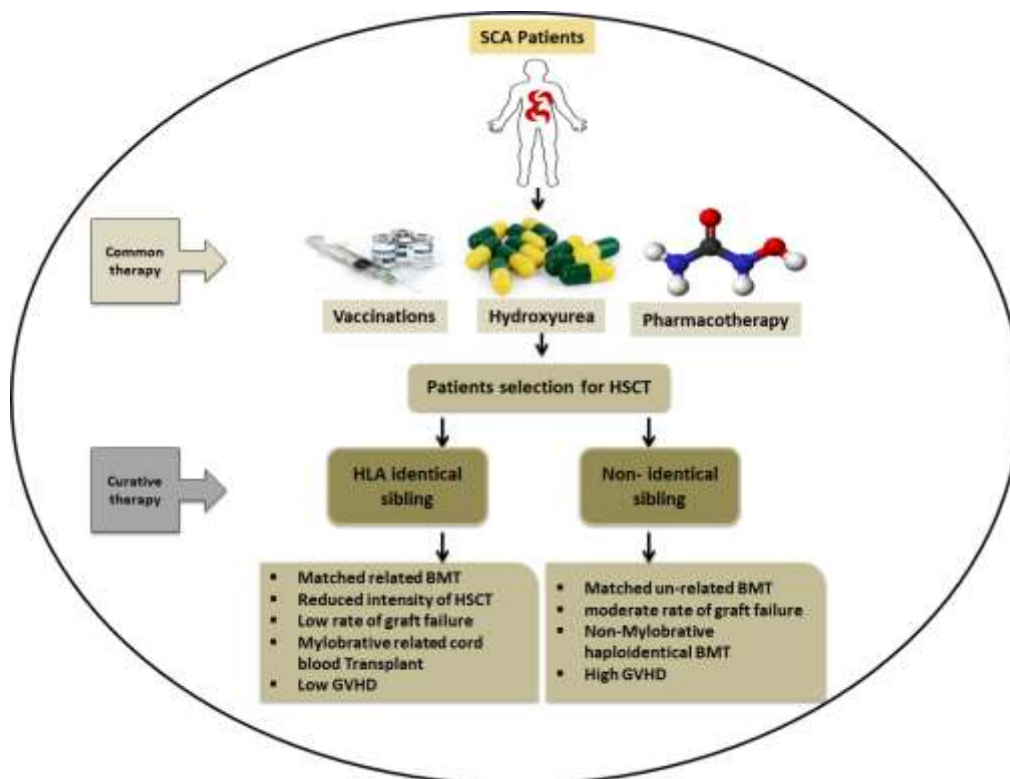 SCA Patients
Common
therapy
Vaccinations
Hydroxyurea
Pharmacotherapy
Patients selection for HSCT
Curative
therapy
HLA identical
sibling
Non- identical
sibling
▪ Matched related BMT
▪ Reduced intensity of HSCT
▪ Low rate of graft failure
▪ Mylobrative related cord
blood Transplant
▪ Low GVHD
▪ Matched un-related BMT
▪ moderate rate of graft failure
▪ Non-Mylobrative
haploidentical BMT
▪ High GVHD